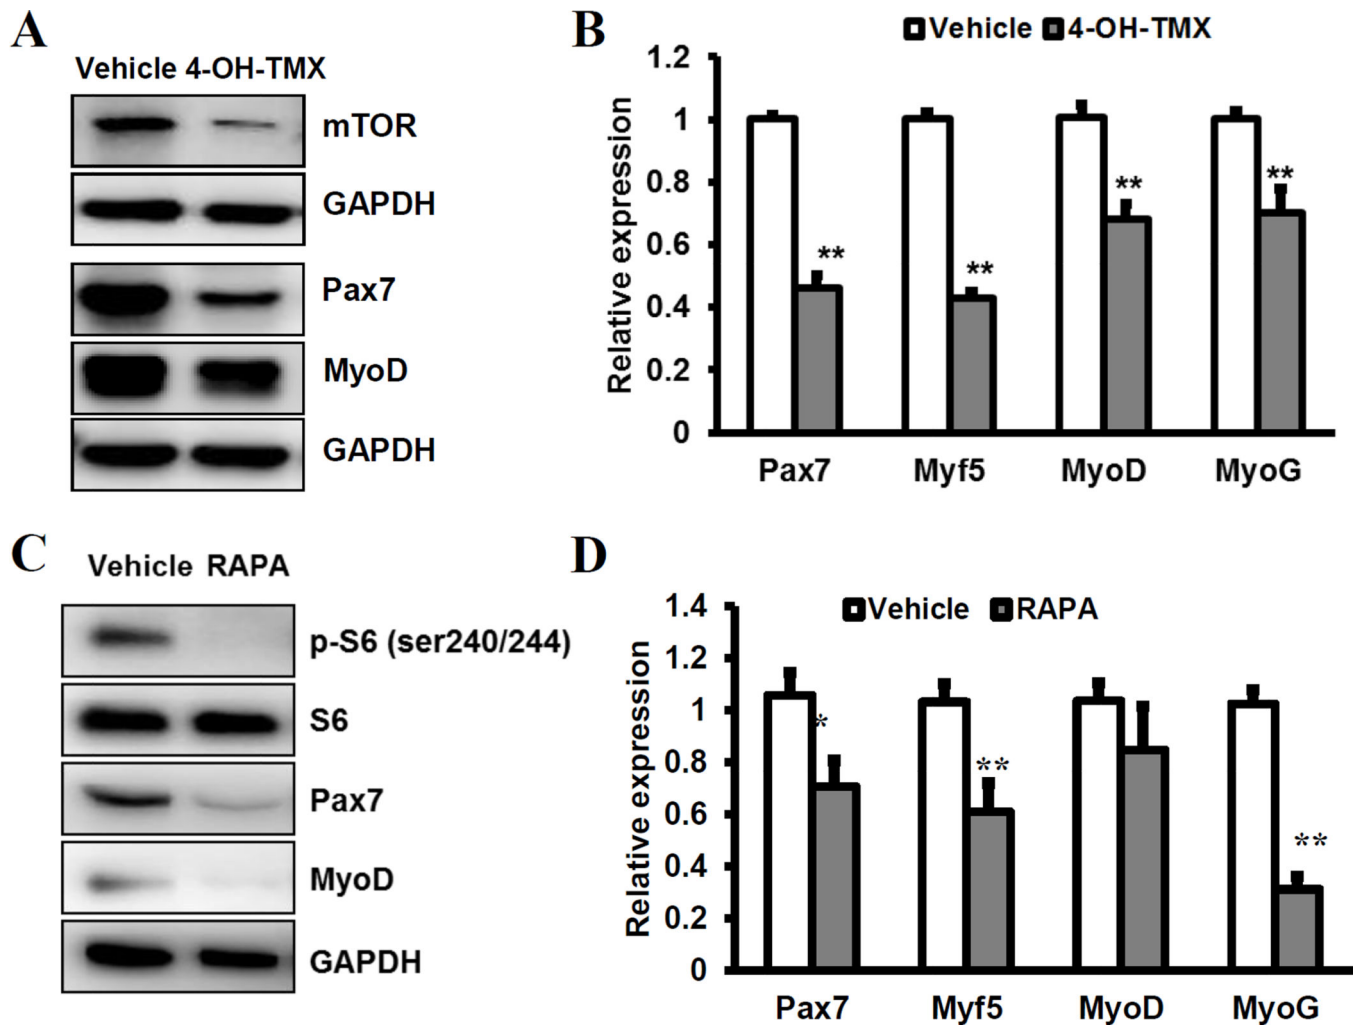 A
Vehicle 4-OH-TMX
mTOR
GAPDH
Pax7
MyoD
GAPDH
B
Vehicle 4-OH-TMX
Relative expression
1.2
1
0.8
0.6
0.4
0.2
0
**
**
**
**
Pax7 Myf5 MyoD MyoG
C
Vehicle RAPA
p-S6 (ser240/244)
S6
Pax7
MyoD
GAPDH
D
Vehicle RAPA
Relative expression
1.4
1.2
1
0.8
0.6
0.4
0.2
0
*
**
**
Pax7 Myf5 MyoD MyoG